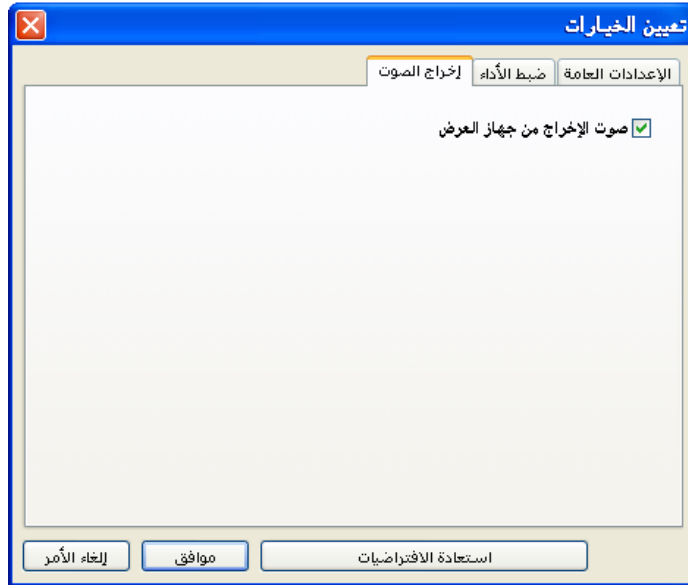 تعيين الخيارات
الإعدادات العامة ضبط الأداء إخراج الصوت
صوت الإخراج من جهاز العرض
استعادة الافتراضيات موافق إلغاء الأمر